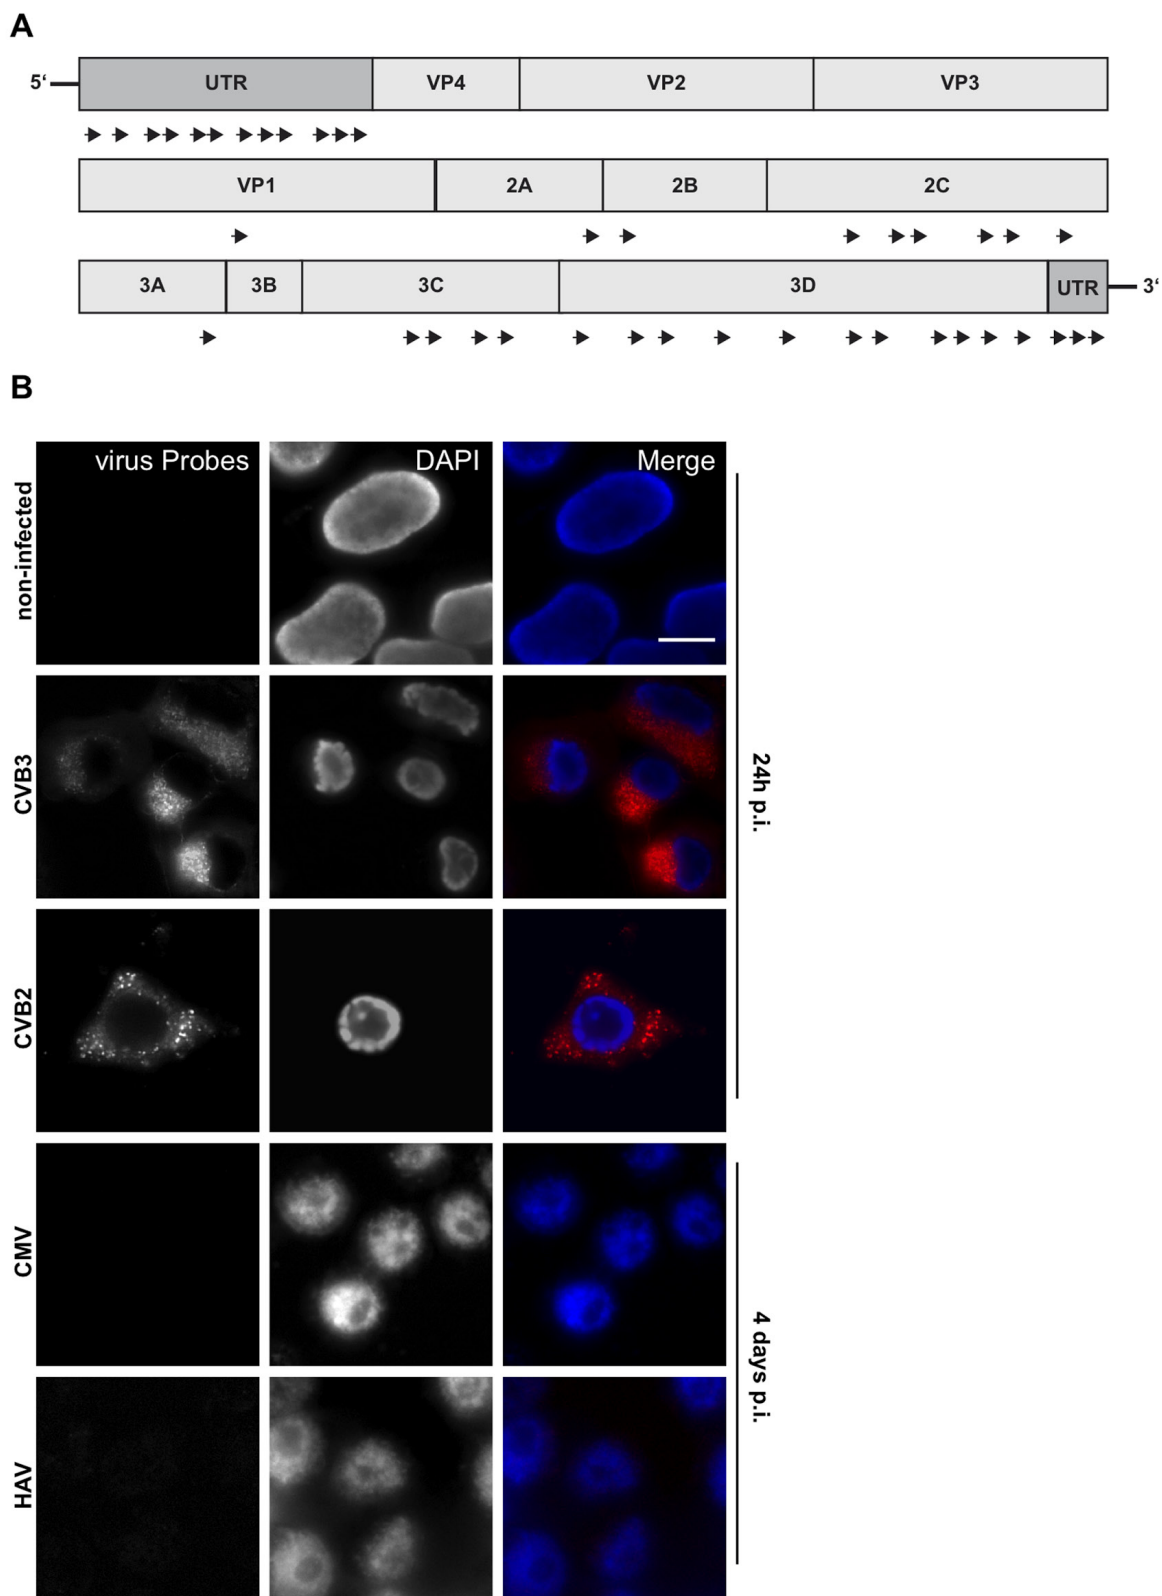 A
5‘ UTR VP4 VP2 VP3
VP1 2A 2B 2C
3A 3B 3C 3D UTR 3‘
B
virus Probes DAPI Merge
non-infected
CVB3
CVB2
24h p.i.
CMV
HAV
4 days p.i.